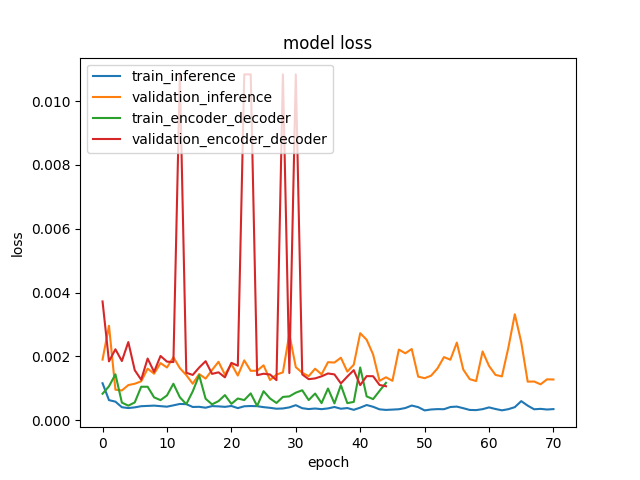 model loss
train_inference
validation_inference
train_encoder_decoder
validation_encoder_decoder
0.010
0.008
0.006
0.004
0.002
0.000
loss
0 10 20 30 40 50 60 70
epoch